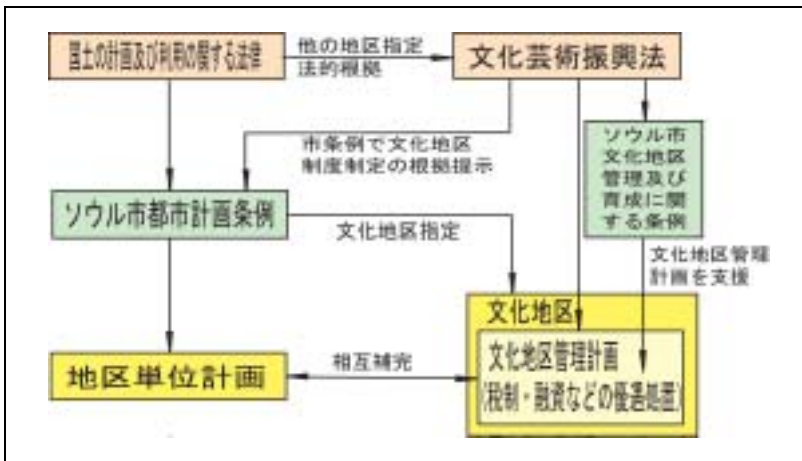 国土の計画及び利用の関する法律
他の地区指定
法的根拠
文化芸術振興法
市条例で文化地区
制度制定の根拠提示
ソウル市
文化地区
管理及び
育成に関
する条例
ソウル市都市計画条例
文化地区指定
文化地区管理
計画を支援
文化地区
文化地区管理計画
(税制・融資などの優遇処置)
地区単位計画
相互補完